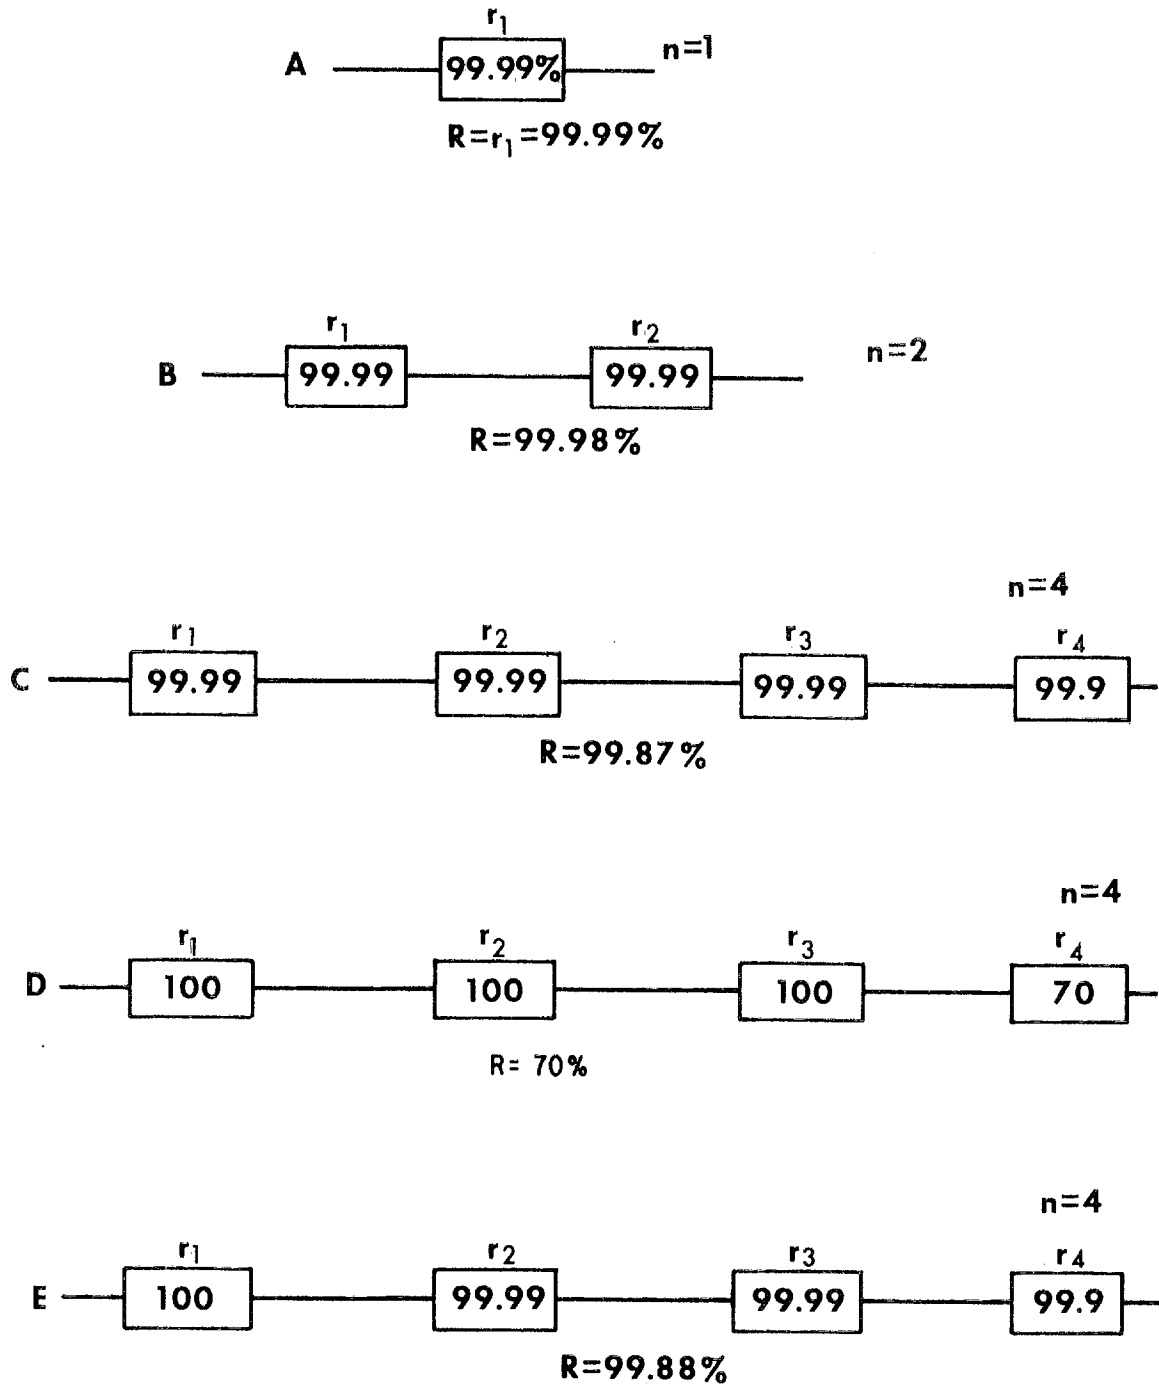 r1
A 99.99% n=1
R=r1=99.99%
r1 r2
B 99.99 99.99 n=2
R=99.98%
n=4
r1 r2 r3 r4
C 99.99 99.99 99.99 99.9
R=99.87%
n=4
r1 r2 r3 r4
D 100 100 100 70
R= 70%
n=4
r1 r2 r3 r4
E 100 99.99 99.99 99.9
R=99.88%